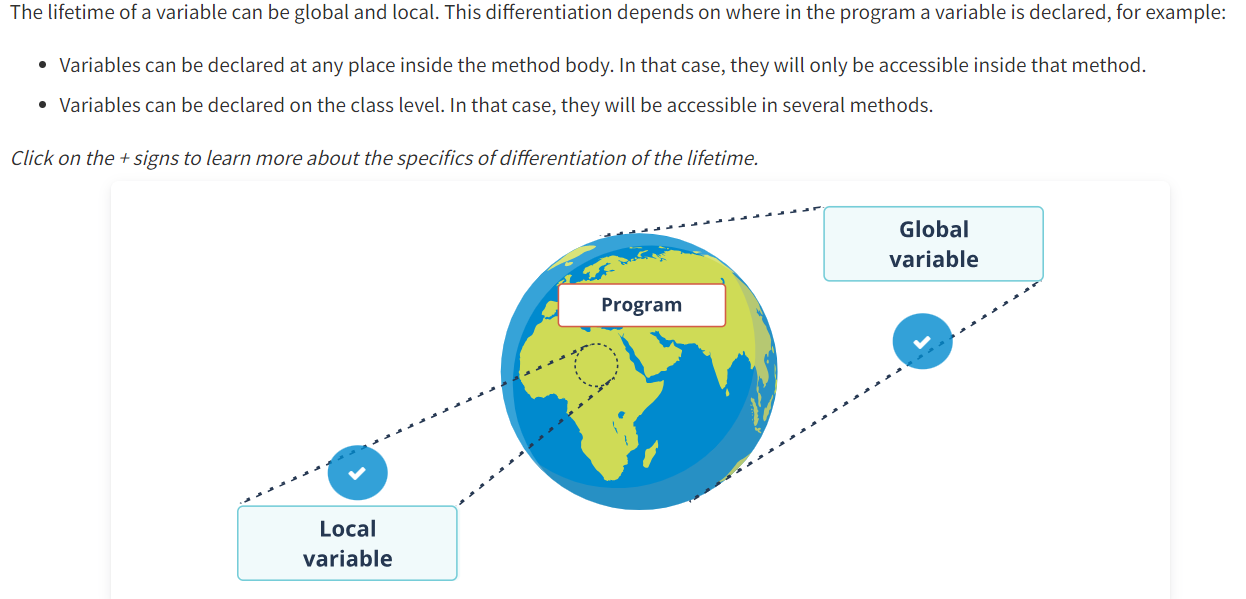 The lifetime of a variable can be global and local. This differentiation depends on where in the program a variable is declared, for example:
• Variables can be declared at any place inside the method body. In that case, they will only be accessible inside that method.
• Variables can be declared on the class level. In that case, they will be accessible in several methods.
Click on the + signs to learn more about the specifics of differentiation of the lifetime.
Global
variable
Program
Local
variable